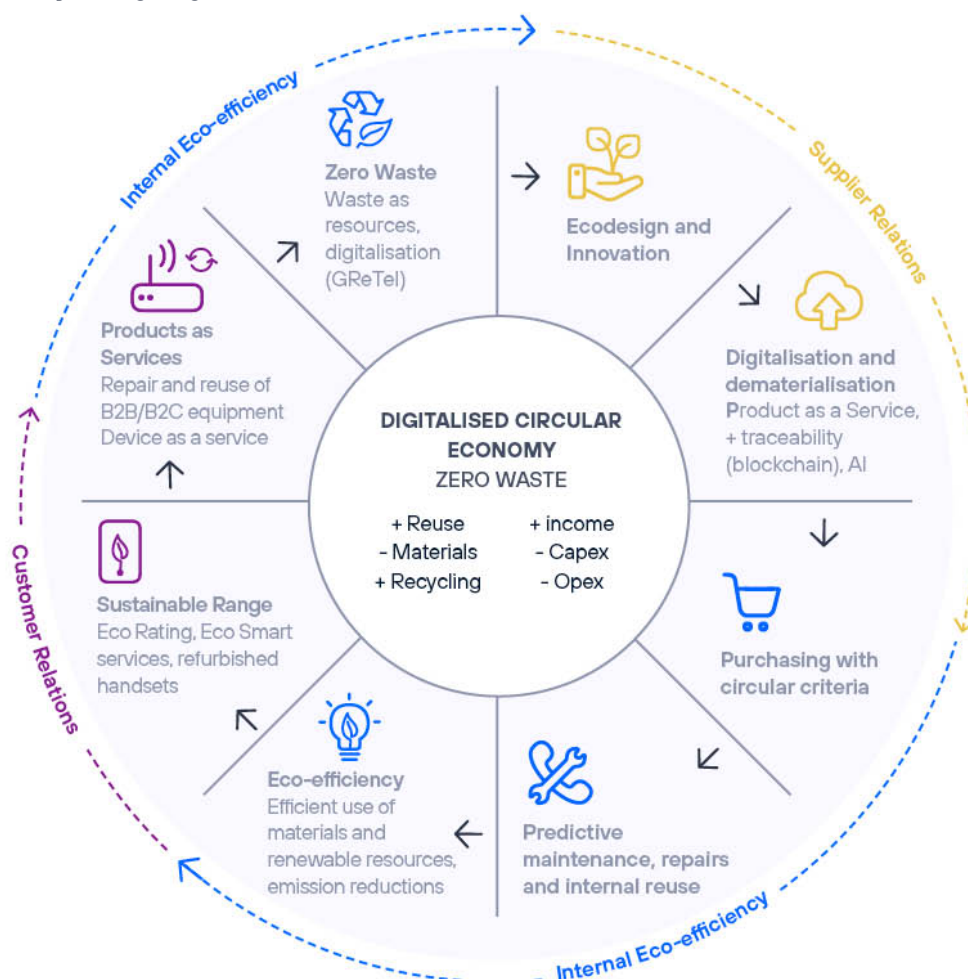 Internal Eco-efficiency
Supplier Relations
Zero Waste
Waste as
resources,
digitalisation
(GReTel)
Ecodesign and
Innovation
Products as
Services
Repair and reuse of
B2B/B2C equipment
Device as a service
Digitalisation and
dematerialisation
Product as a Service,
+ traceability
(blockchain), AI
DIGITALISED CIRCULAR
ECONOMY
ZERO WASTE
+ Reuse
- Materials
+ Recycling
+ income
- Capex
- Opex
Customer Relations
Sustainable Range
Eco Rating, Eco Smart
services, refurbished
handsets
Purchasing with
circular criteria
Eco-efficiency
Efficient use of
materials and
renewable resources,
emission reductions
Predictive
maintenance, repairs
and internal reuse
Internal Eco-efficiency